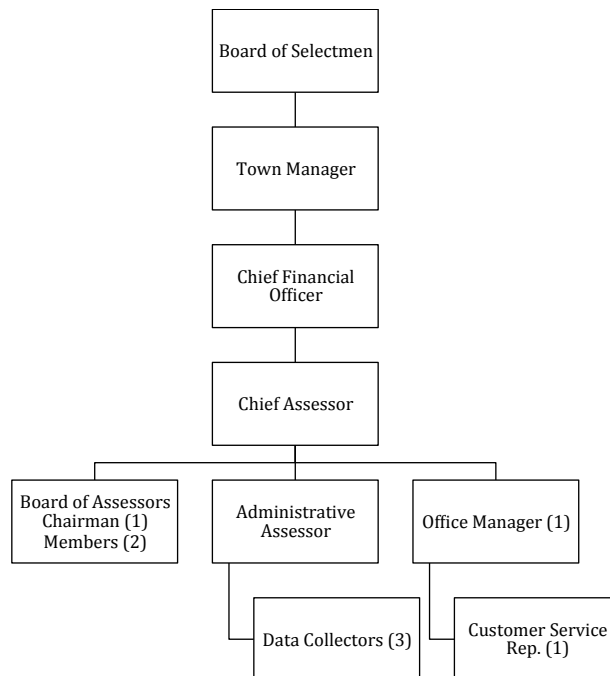 Board of Selectmen
Town Manager
Chief Financial
Officer
Chief Assessor
Board of Assessors
Chairman (1)
Members (2)
Administrative
Assessor
Office Manager (1)
Data Collectors (3)
Customer Service
Rep. (1)